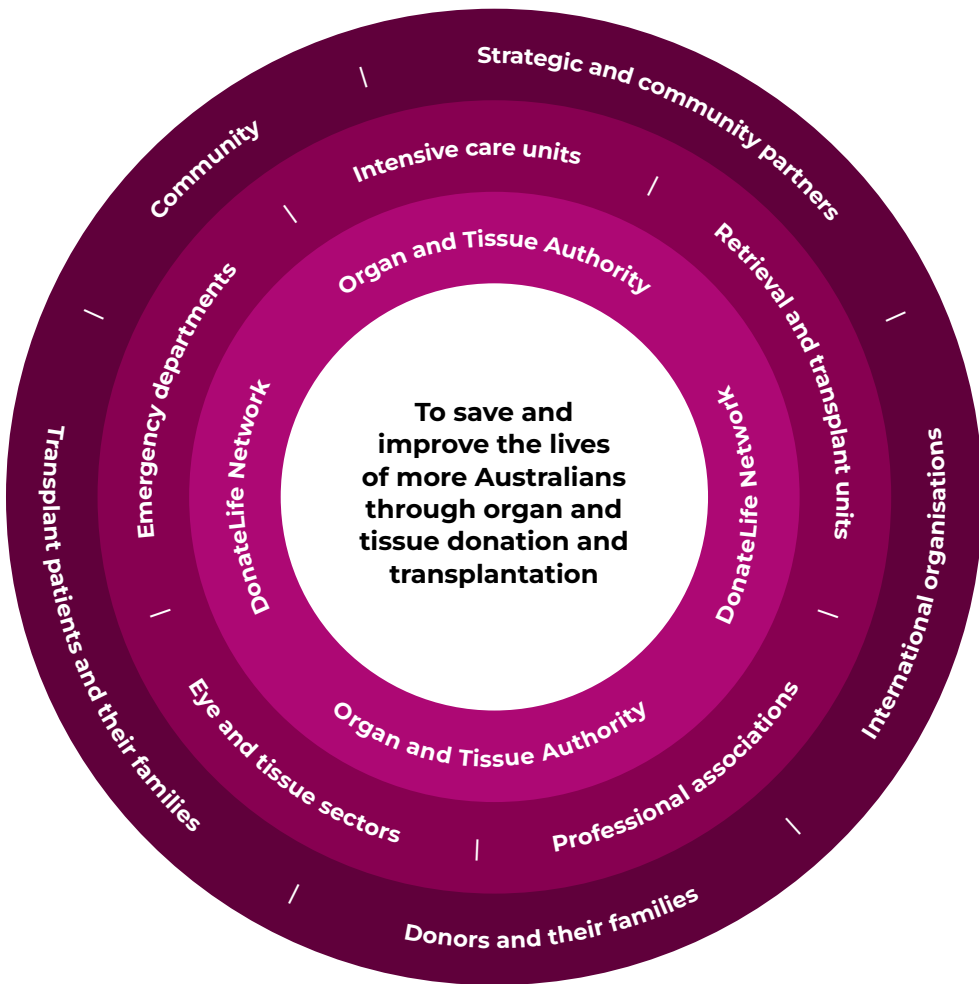 Strategic and community partners
International organisations
Donors and their families
Transplant patients and their families
Community
Intensive care units
Retrieval and transplant units
Professional associations
Eye and tissue sectors
Emergency departments
Organ and Tissue Authority
DonateLife Network
Organ and Tissue Authority
DonateLife Network
To save and
improve the lives
of more Australians
through organ and
tissue donation and
transplantation